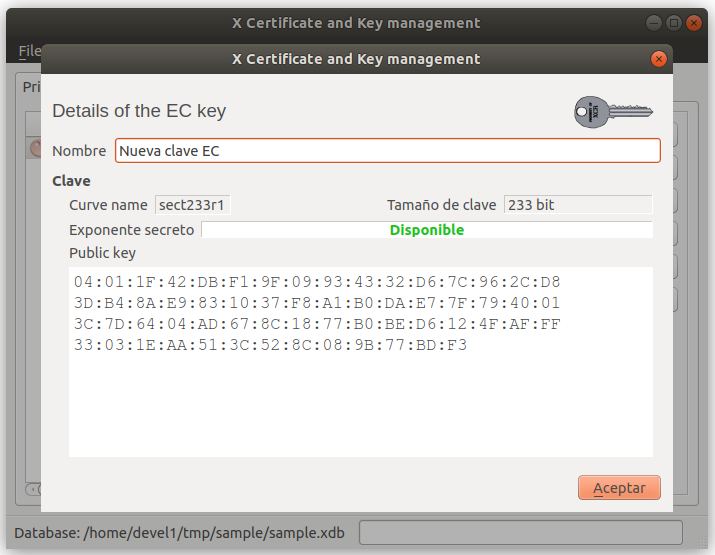 X Certificate and Key management
File
X Certificate and Key management
Pri
Details of the EC key
Nombre Nueva clave EC
Clave
Curve name sect233r1 Tamaño de clave 233 bit
Exponente secreto Disponible
Public key
04:01:1F:42:DB:F1:9F:09:93:43:32:D6:7C:96:2C:D8
3D:B4:8A:E9:83:10:37:F8:A1:B0:DA:E7:7F:79:40:01
3C:7D:64:04:AD:67:8C:18:77:B0:BE:D6:12:4F:AF:FF
33:03:1E:AA:51:3C:52:8C:08:9B:77:BD:F3
Aceptar
Database: /home/devel1/tmp/sample/sample.xdb